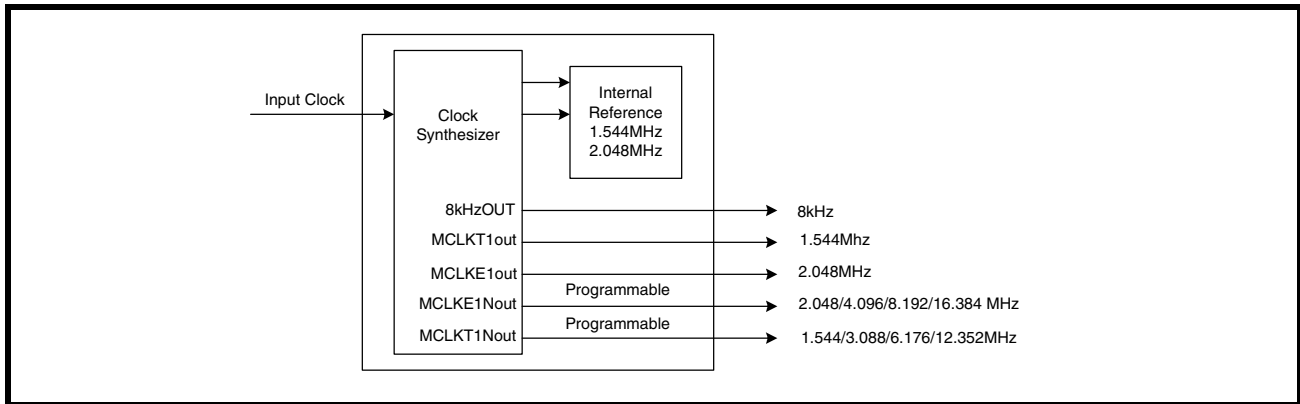 Input Clock
Clock
Synthesizer
Internal
Reference
1.544MHz
2.048MHz
8kHzOUT
8kHz
MCLKT1out
1.544Mhz
MCLKE1out
2.048MHz
Programmable
MCLKE1Nout
2.048/4.096/8.192/16.384 MHz
Programmable
MCLKT1Nout
1.544/3.088/6.176/12.352MHz